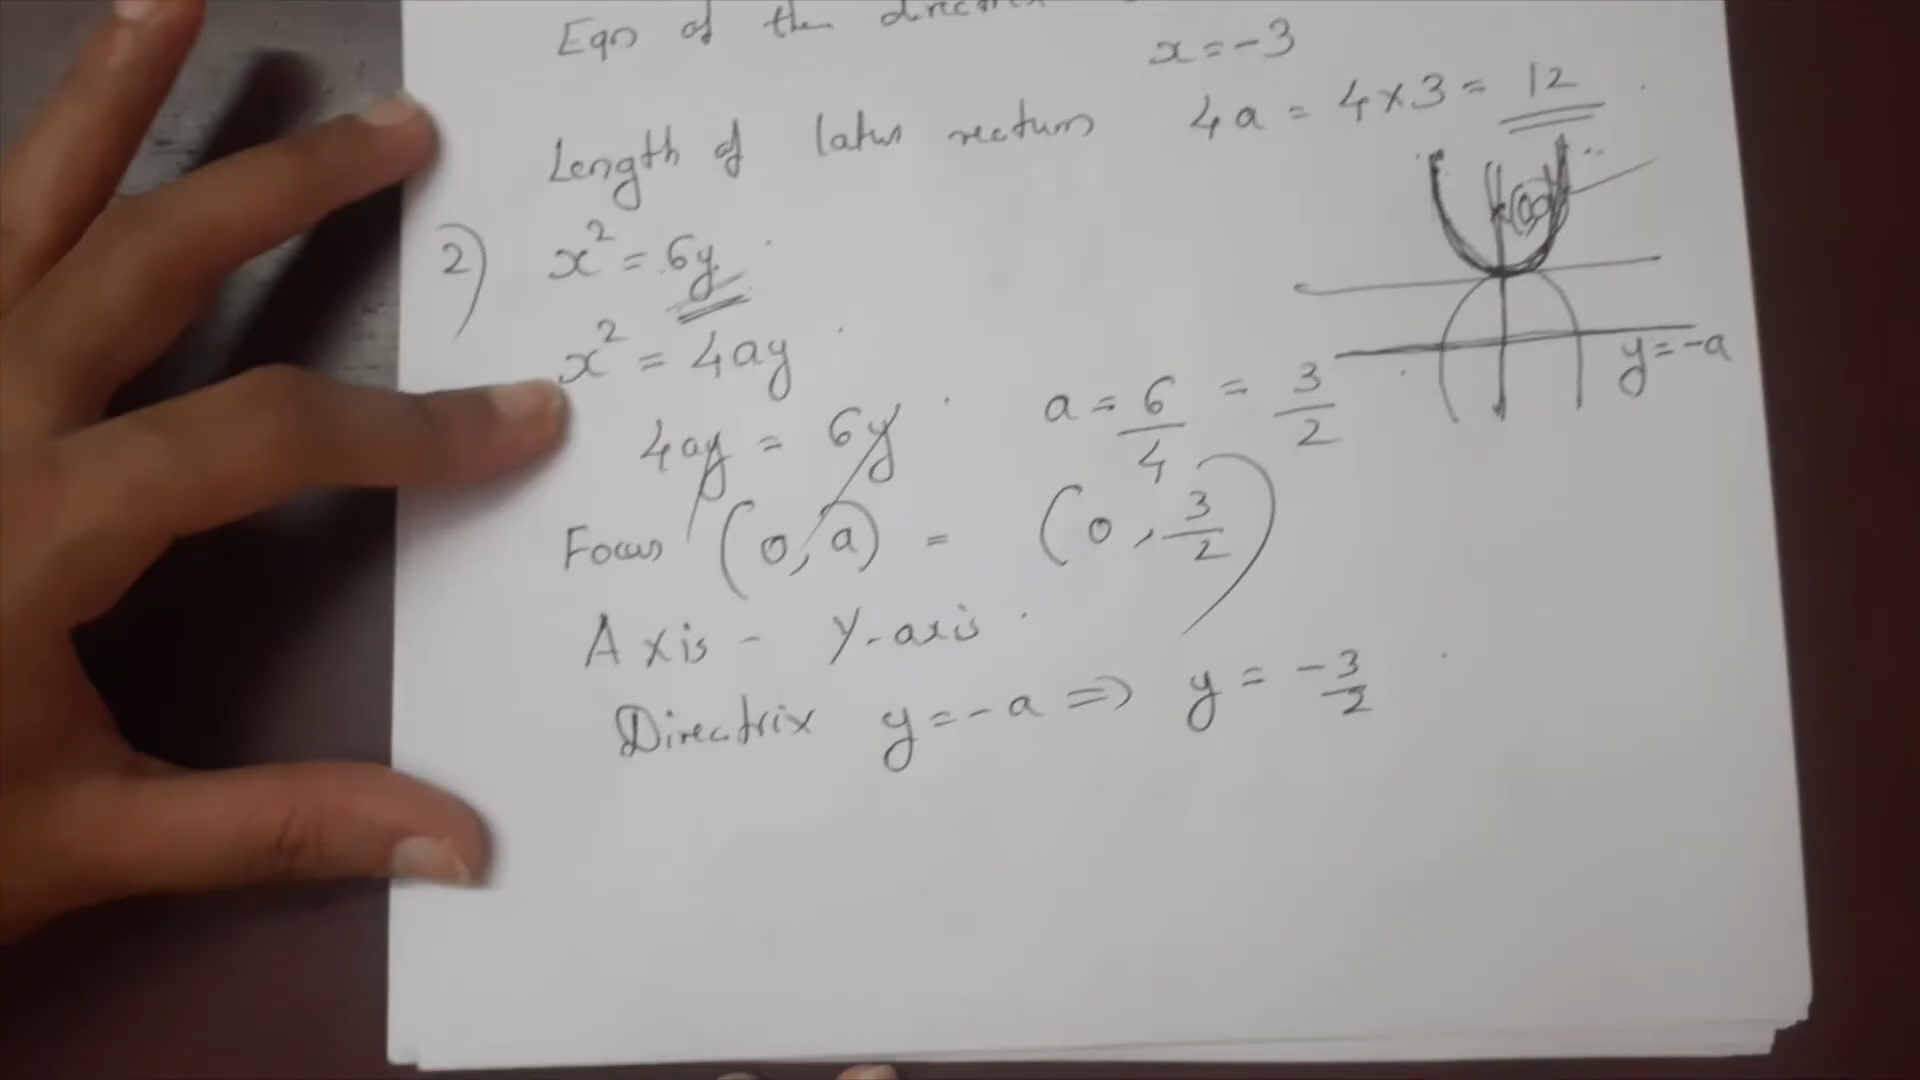 Eqn of the directrix
x = -3
Length of latus rectum 4a = 4×3 = 12
2) x² = 6y
x² = 4ay
y = -a
4ay = 6y a = 6/4 = 3/2
Focus (0, a) = (0, 3/2)
Axis - Y-axis
Directrix y = -a ⇒ y = -3/2